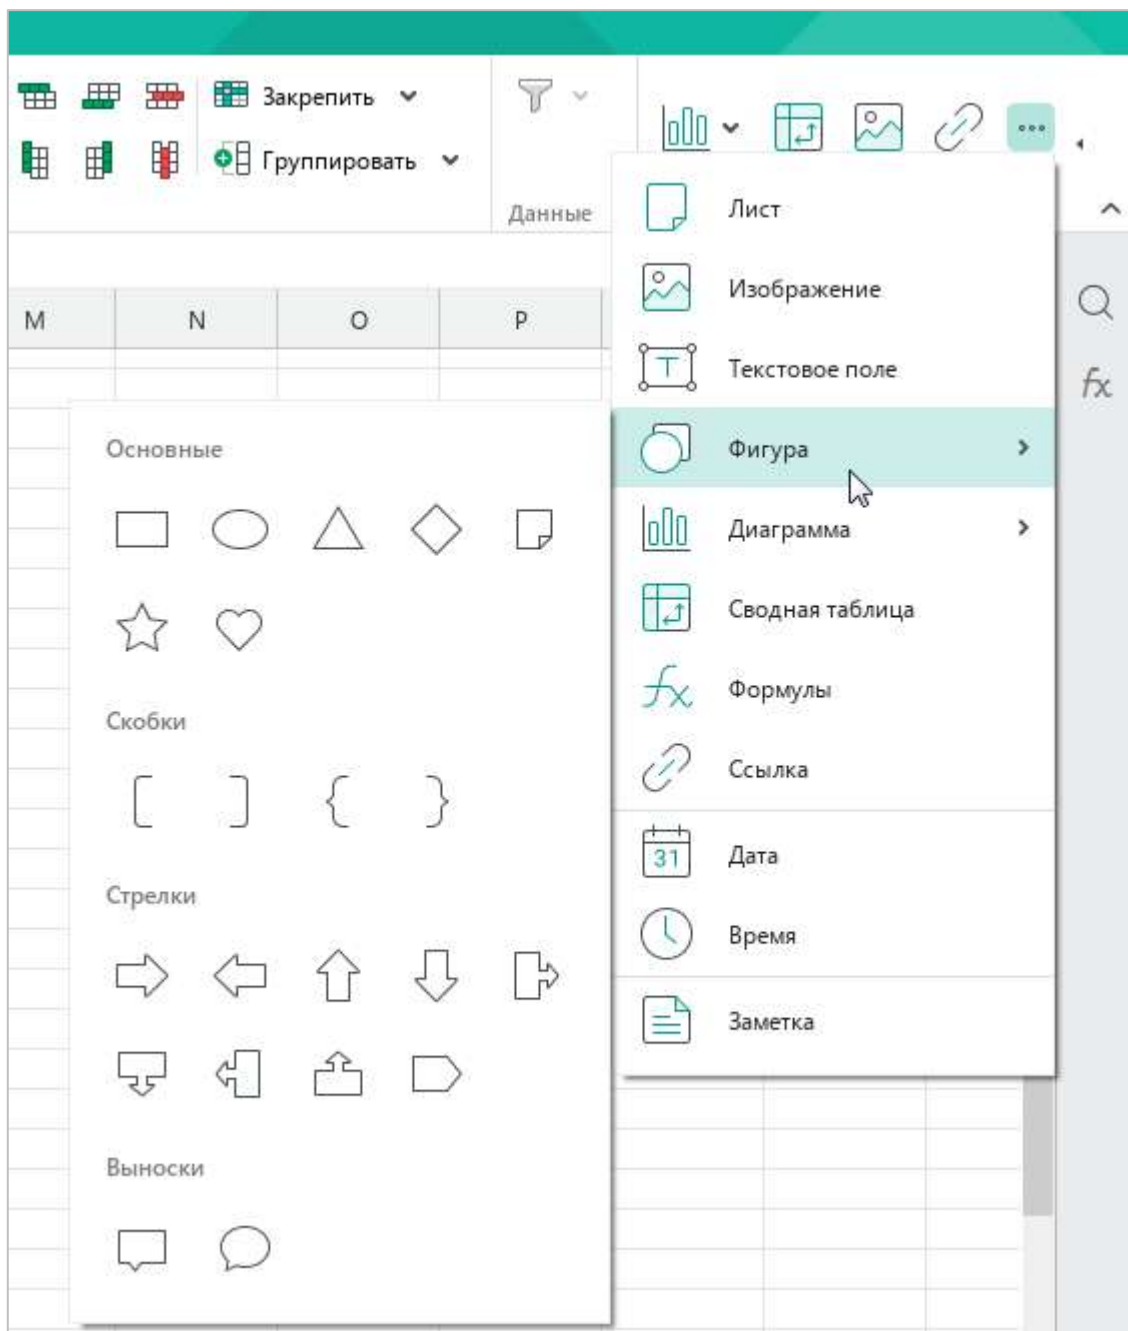 Закрепить
Группировать
Данные
Лист
Изображение
Текстовое поле
Фигура
Диаграмма
Сводная таблица
Формулы
Ссылка
31
Дата
Время
Заметка
M N O P
fx
Основные
Скобки
Стрелки
Выноски